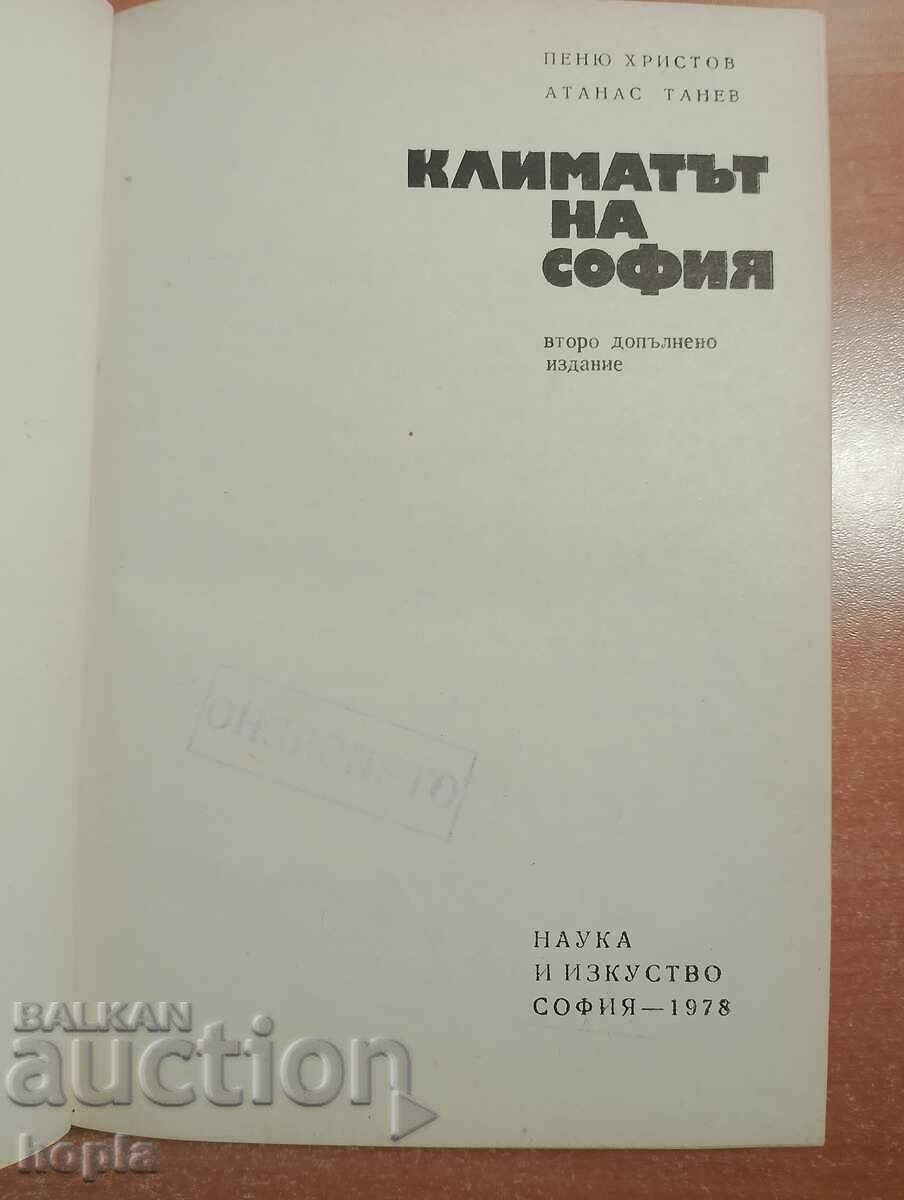 ПЕНЮ ХРИСТОВ
АТАНАС ТАНЕВ
КЛИМАТЪТ
НА
СОФИЯ
второ допълнено
издание
НАУКА
И ИЗКУСТВО
СОФИЯ—1978
BALKAN
auction
hopla